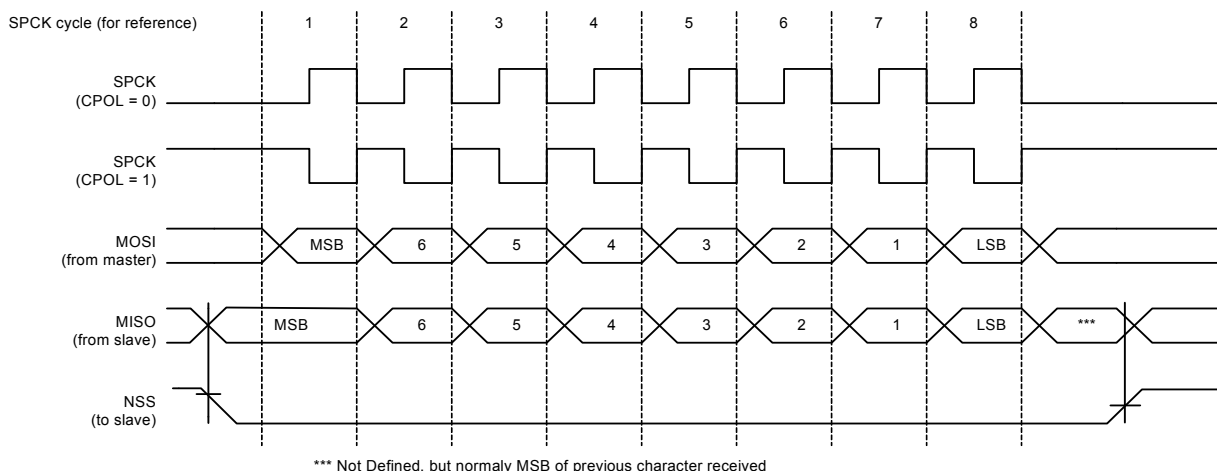 SPCK cycle (for reference) 1 2 3 4 5 6 7 8
SPCK
(CPOL = 0)
SPCK
(CPOL = 1)
MOSI
(from master)
MSB 6 5 4 3 2 1 LSB
MISO
(from slave)
MSB 6 5 4 3 2 1 LSB ***
NSS
(to slave)
*** Not Defined, but normaly MSB of previous character received